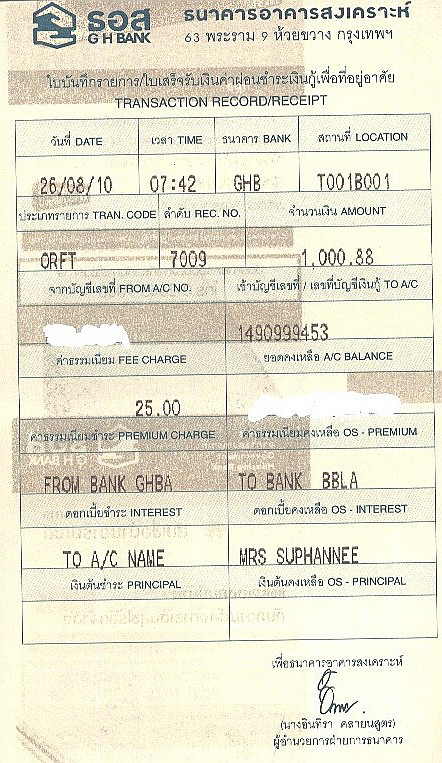 ธอส ธนาคารอาคารสงเคราะห์
G H BANK 63 พระราม 9 ห้วยขวาง กรุงเทพฯ
ใบบันทึกรายการ/ใบเสร็จรับเงินค่าผ่อนชำระเงินกู้เพื่อที่อยู่อาศัย
TRANSACTION RECORD/RECEIPT
วันที่ DATE เวลา TIME ธนาคาร BANK สถานที่ LOCATION
26/08/10 07:42 GHB T001B001
ประเภทรายการ TRAN. CODE ลำดับ REC. NO. จำนวนเงิน AMOUNT
ORFT 7009 1,000.88
จากบัญชีเลขที่ FROM A/C NO. เข้าบัญชีเลขที่ / เลขที่บัญชีเงินกู้ TO A/C
1490999453
ค่าธรรมเนียม FEE CHARGE ยอดคงเหลือ A/C BALANCE
25.00
ค่าธรรมเนียมชำระ PREMIUM CHARGE ค่าธรรมเนียมคงเหลือ OS - PREMIUM
FROM BANK GHBA TO BANK BBLA
ดอกเบี้ยชำระ INTEREST ดอกเบี้ยคงเหลือ OS - INTEREST
TO A/C NAME MRS SUPHANNEE
เงินต้นชำระ PRINCIPAL เงินต้นคงเหลือ OS - PRINCIPAL
เพื่อธนาคารอาคารสงเคราะห์
(นางอินทิรา คลายนสูตร)
ผู้อำนวยการฝ่ายการธนาคาร